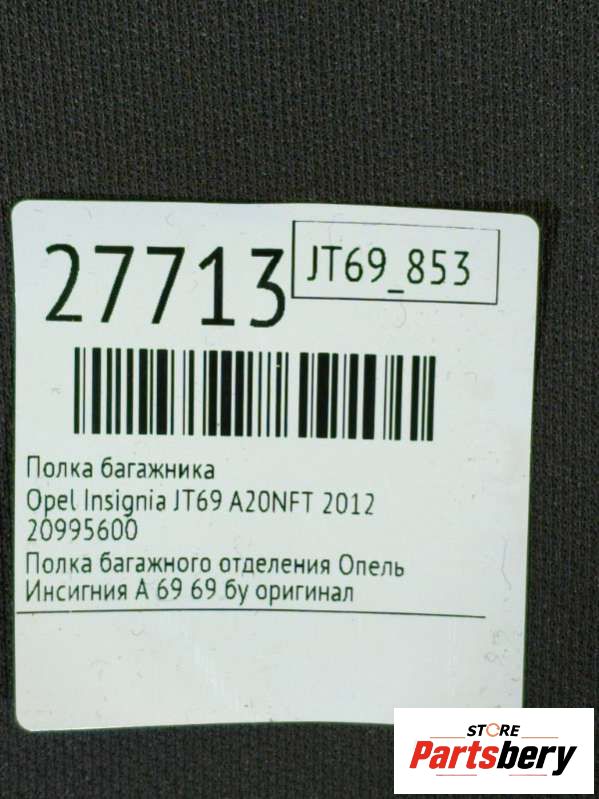 27713
JT69_853
Полка багажника
Opel Insignia JT69 A20NFT 2012
20995600
Полка багажного отделения Опель
Инсигния А 69 69 бу оригинал
STORE
Partsbery